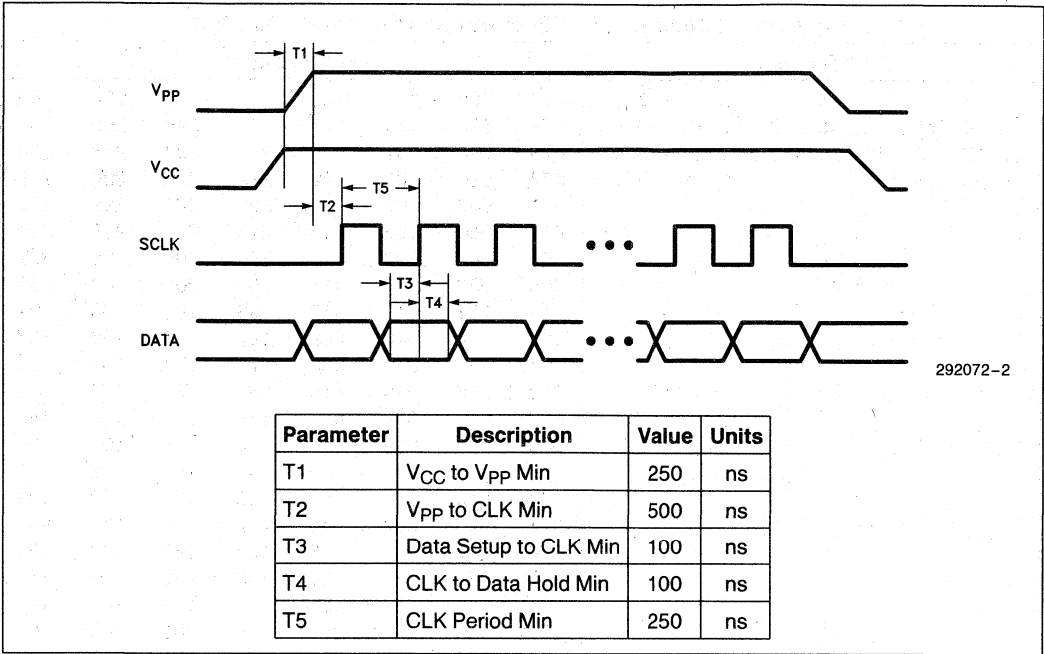 T1
VPP
VCC
T5
T2
SCLK
T3
T4
DATA
292072-2
Parameter Description Value Units
T1 VCC to VPP Min 250 ns
T2 VPP to CLK Min 500 ns
T3 Data Setup to CLK Min 100 ns
T4 CLK to Data Hold Min 100 ns
T5 CLK Period Min 250 ns